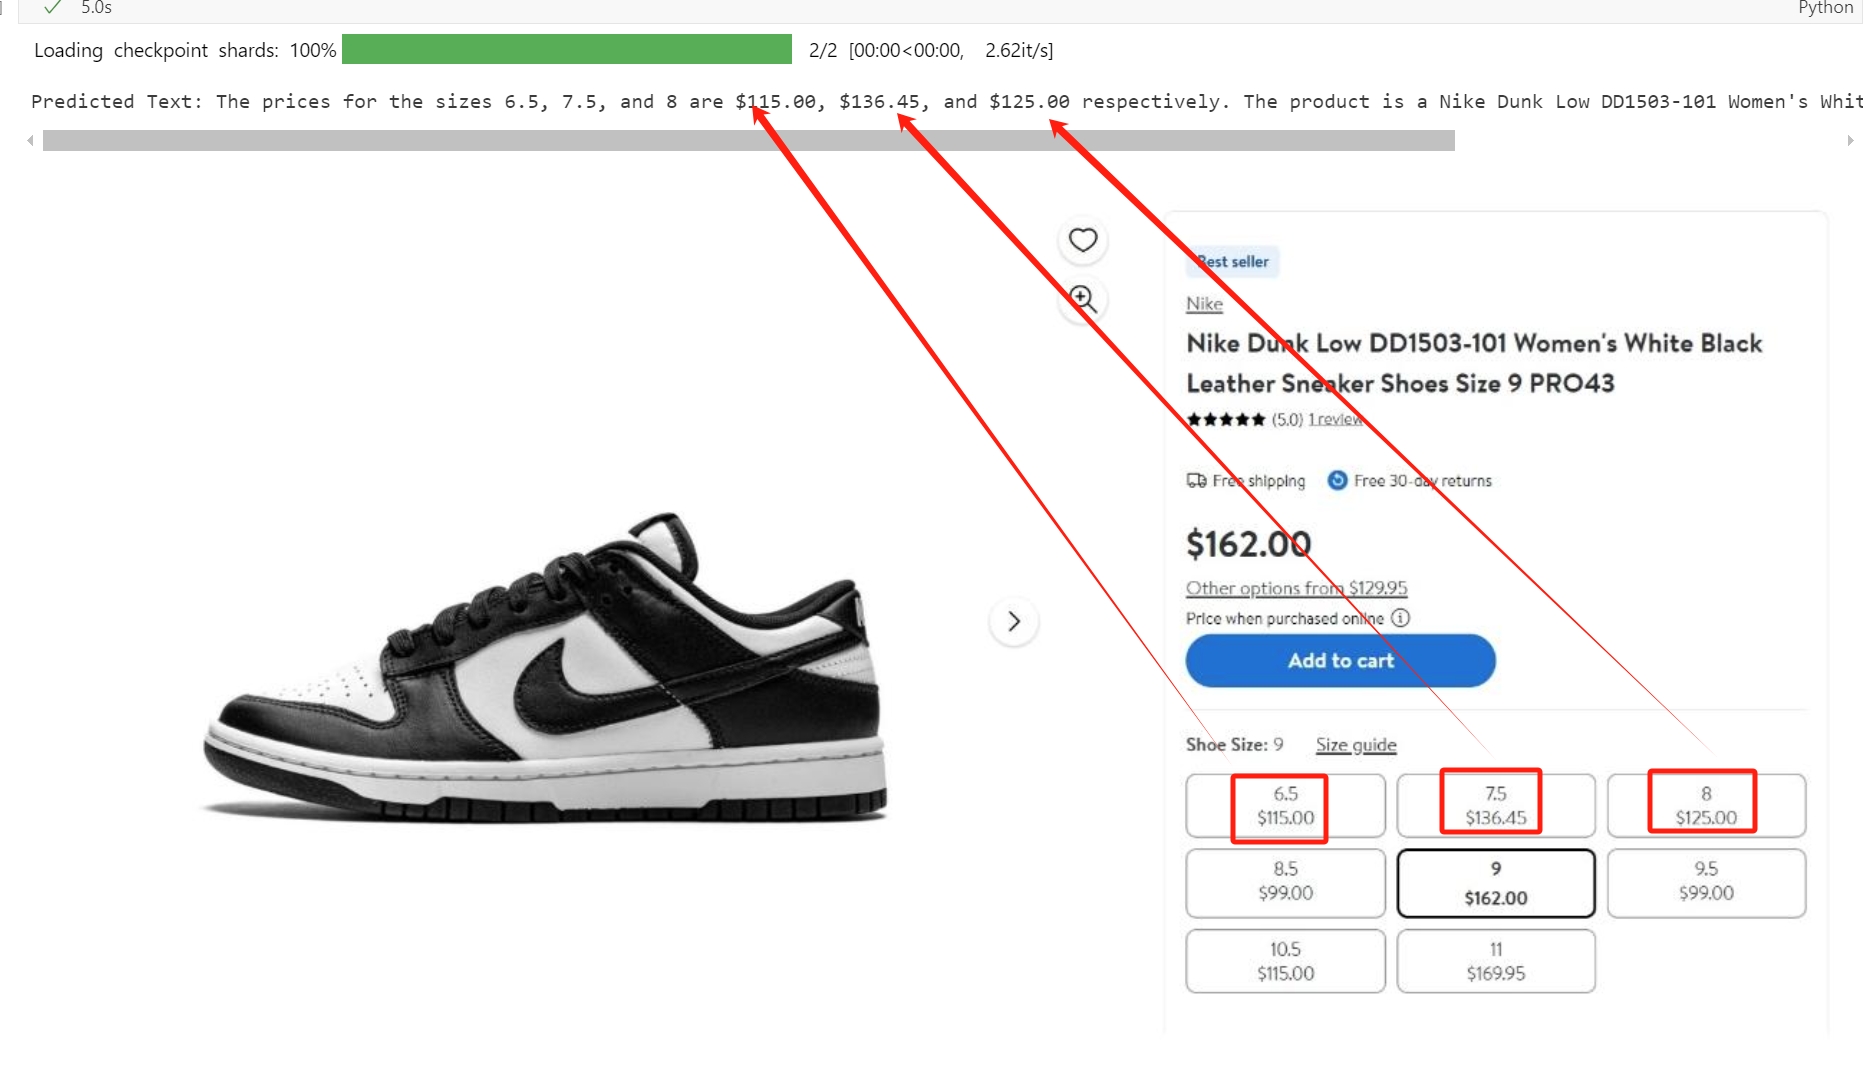 5.0s
Python
Loading checkpoint shards: 100%
2/2 [00:00<00:00, 2.62it/s]
Predicted Text: The prices for the sizes 6.5, 7.5, and 8 are $115.00, $136.45, and $125.00 respectively. The product is a Nike Dunk Low DD1503-101 Women's Whit
Best seller
Nike
Nike Dunk Low DD1503-101 Women's White Black
Leather Sneaker Shoes Size 9 PRO43
(5.0) 1 review
Free shipping
Free 30-day returns
$162.00
Other options from $129.95
Price when purchased online
Add to cart
Shoe Size: 9
Size guide
6.5
$115.00
7.5
$136.45
8
$125.00
8.5
$99.00
9
$162.00
9.5
$99.00
10.5
$115.00
11
$169.95